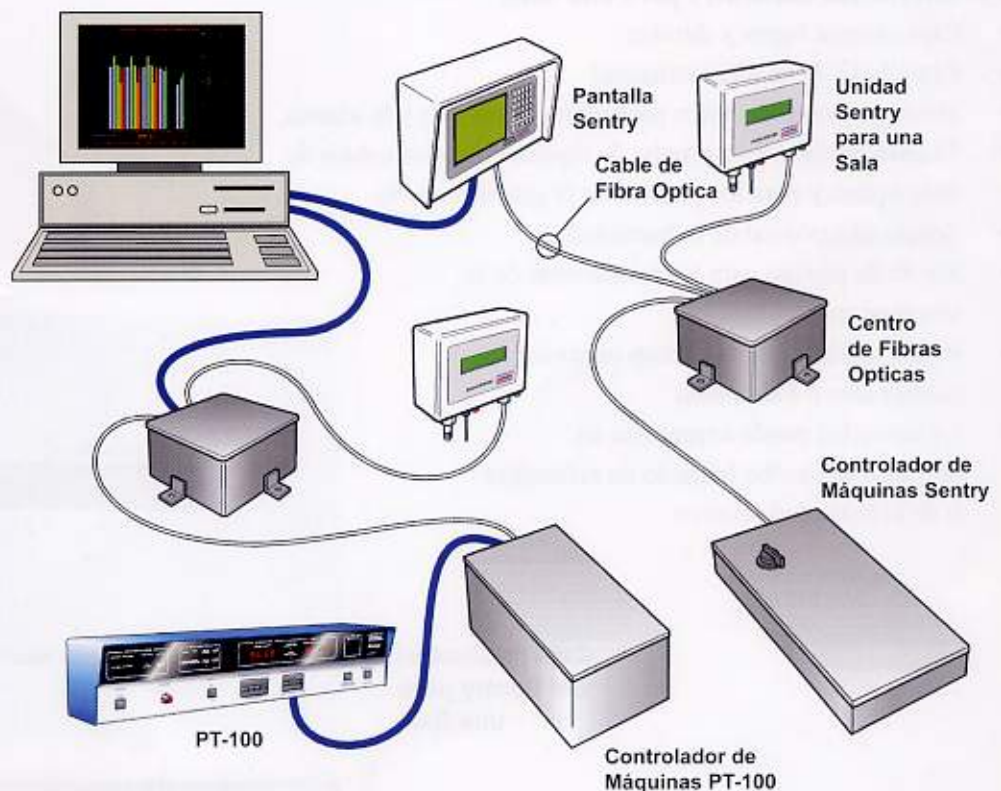 Pantalla
Sentry
Unidad
Sentry
para una
Sala
Cable de
Fibra Optica
Centro
de Fibras
Opticas
Controlador de
Máquinas Sentry
PT-100
Controlador de
Máquinas PT-100